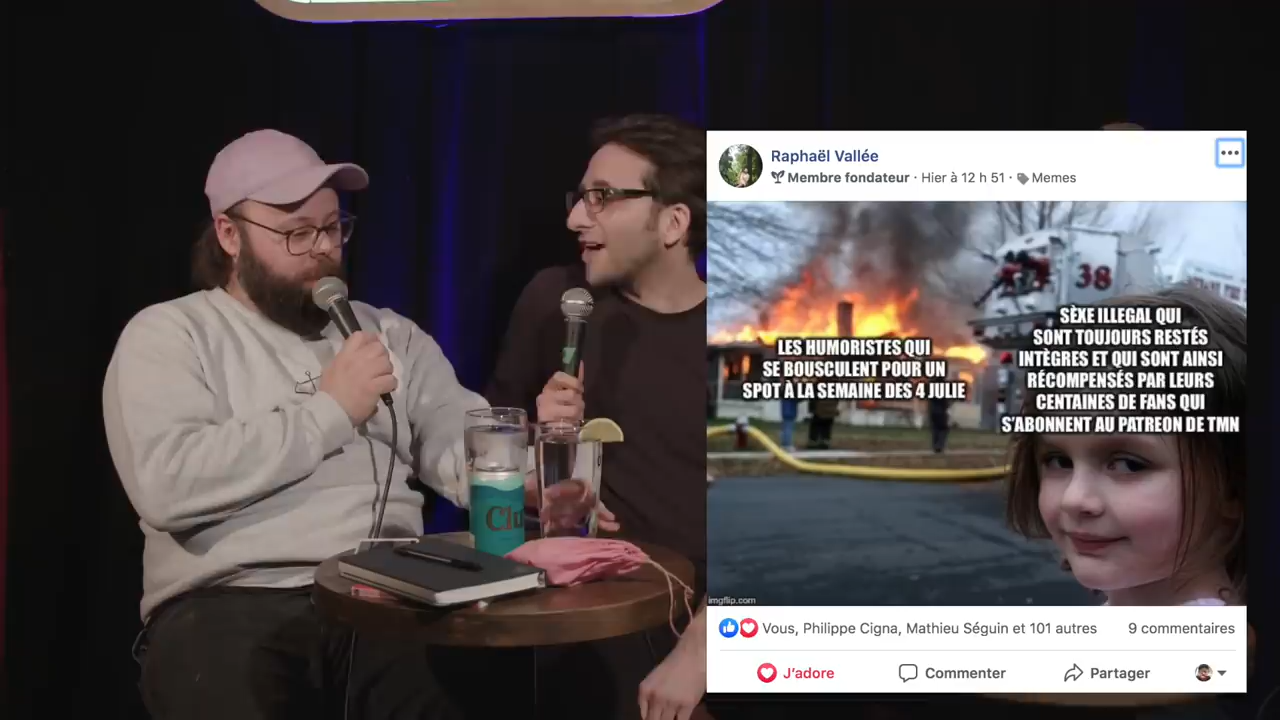 Raphaël Vallée
Membre fondateur · Hier à 12 h 51 · Memes
38
LES HUMORISTES QUI
SE BOUSCULENT POUR UN
SPOT À LA SEMAINE DES 4 JULIE
SÈXE ILLEGAL QUI
SONT TOUJOURS RESTÉS
INTÈGRES ET QUI SONT AINSI
RÉCOMPENSÉS PAR LEURS
CENTAINES DE FANS QUI
S'ABONNENT AU PATREON DE TMN
imgflip.com
Vous, Philippe Cigna, Mathieu Séguin et 101 autres
9 commentaires
J'adore
Commenter
Partager